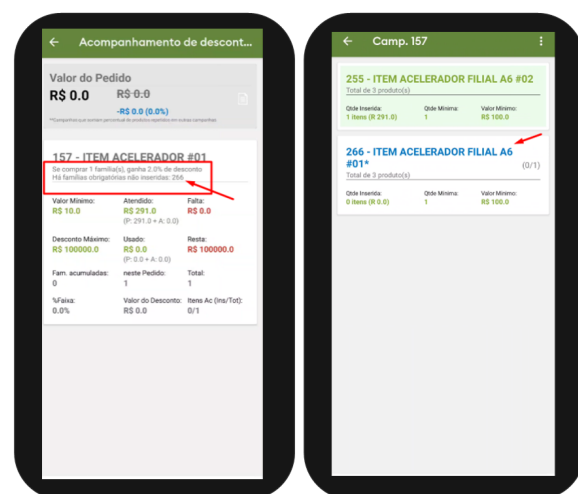 Acompanhamento de descont...
Valor do Pedido
R$ 0.0 R$ 0.0
-R$ 0.0 (0.0%)
157 - ITEM ACELERADOR #01
Se comprar 1 família(s), ganha 2.0% de desconto
Há famílias obrigatórias não inseridas: 266
Valor Mínimo: Atendido: Falta:
R$ 10.0 R$ 291.0 R$ 0.0
(P: 291.0 + A: 0.0)
Desconto Máximo: Usado: Resta:
R$ 100000.0 R$ 0.0 R$ 100000.0
(P: 0.0 + A: 0.0)
Fam. acumuladas: neste Pedido: Total:
0 1 1
%Faixa: Valor do Desconto: Itens Ac (Ins/Tot):
0.0% R$ 0.0 0/1
Camp. 157
255 - ITEM ACELERADOR FILIAL A6 #02
Total de 3 produto(s)
Qtde Inserida: Qtde Mínima: Valor Mínimo:
1 itens (R 291.0) 1 R$ 100.0
266 - ITEM ACELERADOR FILIAL A6
#01* (0/1)
Total de 3 produto(s)
Qtde Inserida: Qtde Mínima: Valor Mínimo:
0 itens (R 0.0) 1 R$ 100.0